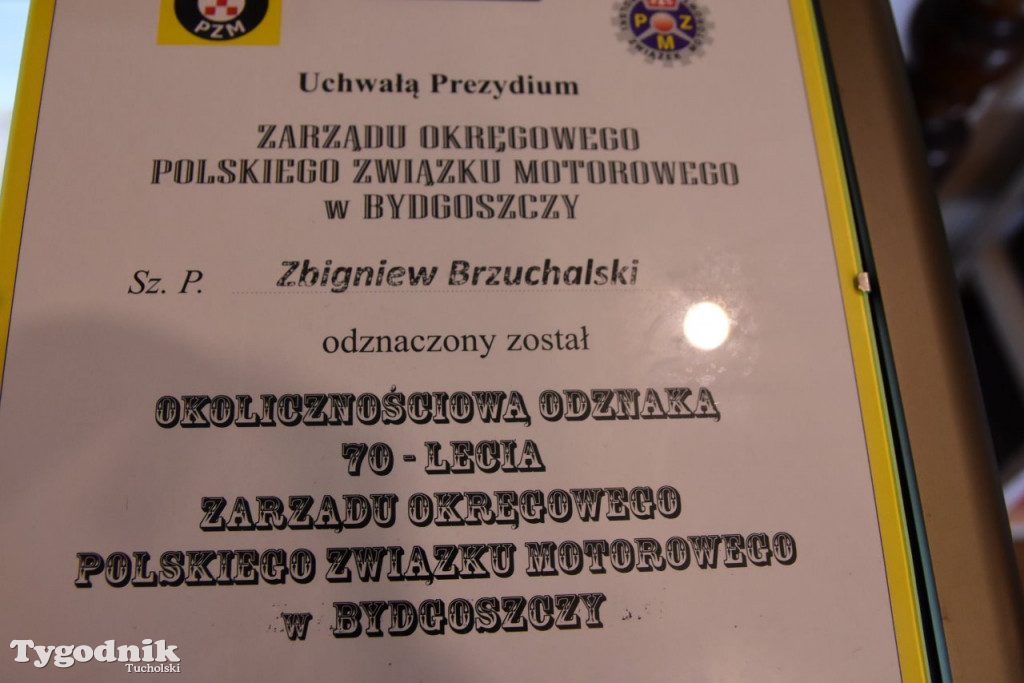 PZM
P Z M
Uchwałą Prezydium
ZARZĄDU OKRĘGOWEGO
POLSKIEGO ZWIĄZKU MOTOROWEGO
w BYDGOSZCZY
Sz. P. Zbigniew Brzuchalski
odznaczony został
OKOLICZNOŚCIOWĄ ODZNAKĄ
70 - LECIA
ZARZĄDU OKRĘGOWEGO
POLSKIEGO ZWIĄZKU MOTOROWEGO
w BYDGOSZCZY
Tygodnik
Tucholski